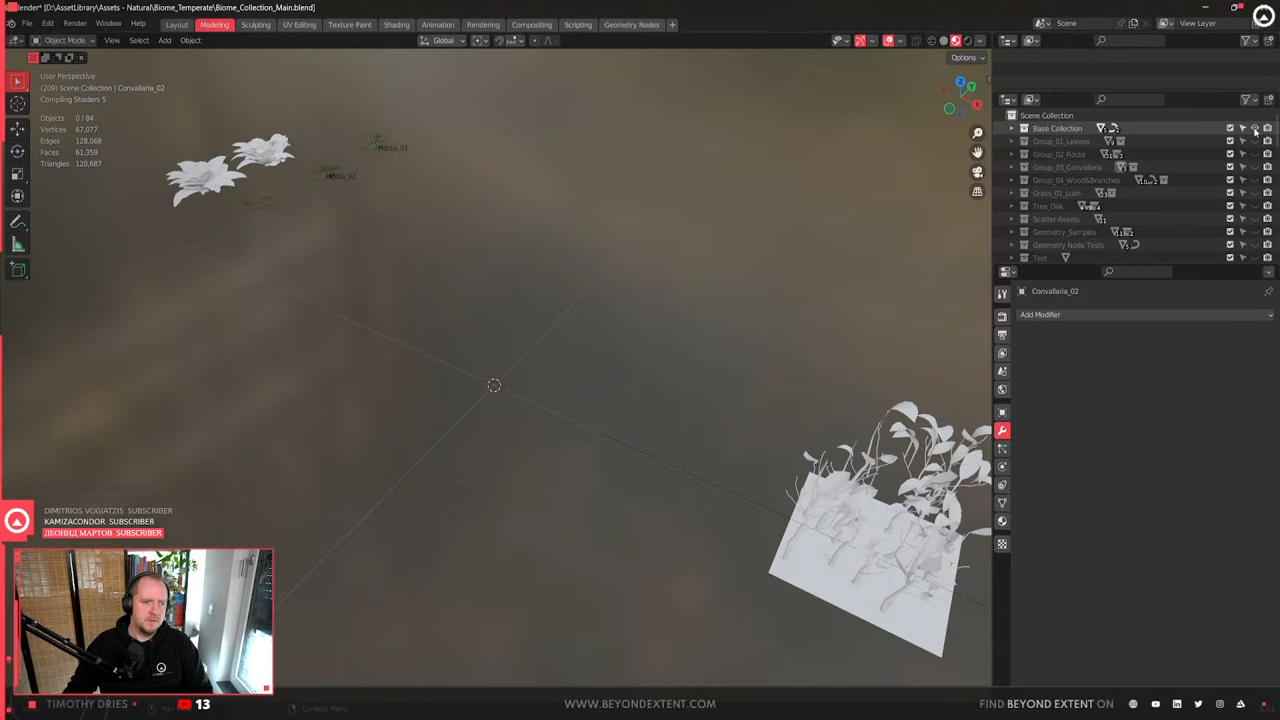 Blender* [D:\AssetLibrary\Assets - Natural\Biome_Temperate\Biome_Collection_Main.blend]
File Edit Render Window Help Layout Modeling Sculpting UV Editing Texture Paint Shading Animation Rendering Compositing Scripting Geometry Nodes + Scene View Layer
Object Mode View Select Add Object Global
Options
User Perspective
(209) Scene Collection | Convallaria_02
Compiling Shaders 5
Objects 0 / 84
Vertices 67,077
Edges 128,068
Faces 61,359
Triangles 120,687
Z
Y
X
Scene Collection
Base Collection
Group_01_Leaves
Group_02_Rocks
Group_03_Convallaria
Group_04_Wood&Branches
Grass_01_Lush
Tree_Oak
Scatter Assets
Geometry_Samples
Geometry Node Tests
Test
Convallaria_02
Add Modifier
DIMITRIOS VOGIATZIS SUBSCRIBER
KAMIZACONDOR SUBSCRIBER
ЛЕОНИД МАРТОВ SUBSCRIBER
Context Menu
TIMOTHY DRIES 13 WWW.BEYONDEXTENT.COM FIND BEYOND EXTENT ON